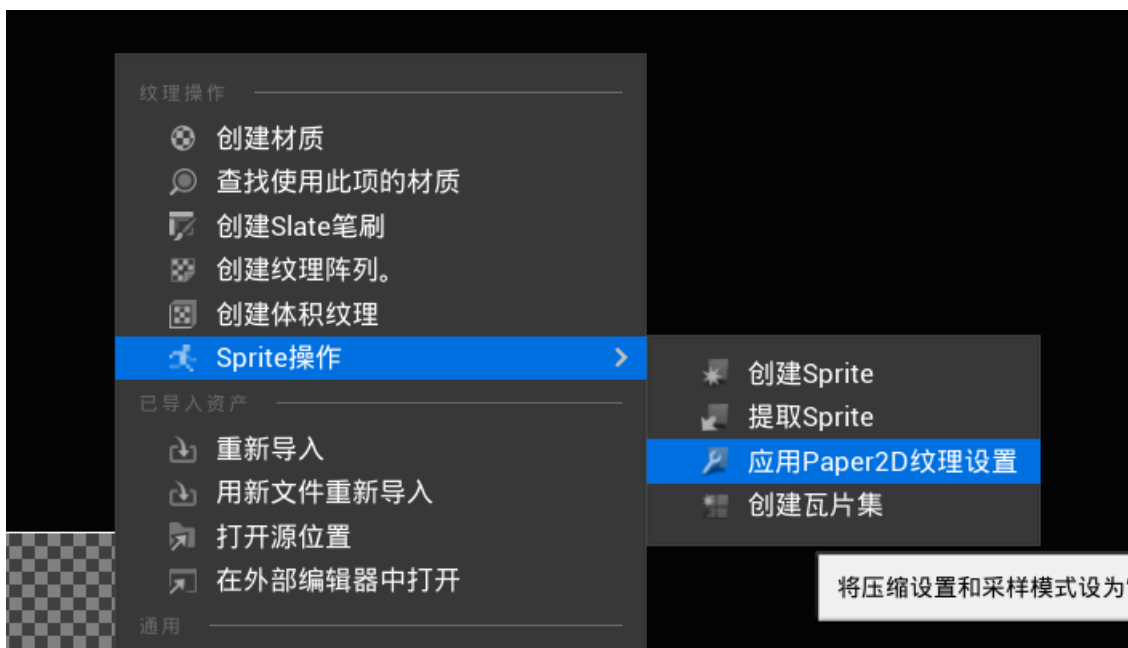 纹理操作
创建材质
查找使用此项的材质
创建Slate笔刷
创建纹理阵列。
创建体积纹理
Sprite操作
创建Sprite
提取Sprite
应用Paper2D纹理设置
创建瓦片集
已导入资产
重新导入
用新文件重新导入
打开源位置
在外部编辑器中打开
将压缩设置和采样模式设为
通用